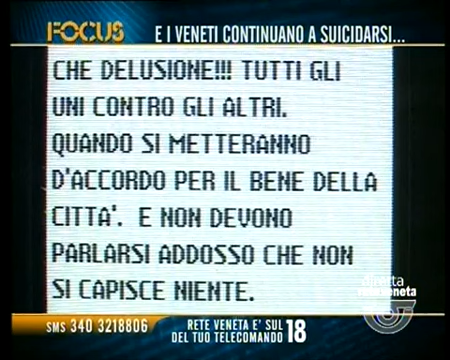 FOCUS
E I VENETI CONTINUANO A SUICIDARSI...
CHE DELUSIONE!!! TUTTI GLI
UNI CONTRO GLI ALTRI.
QUANDO SI METTERANNO
D'ACCORDO PER IL BENE DELLA
CITTA'. E NON DEVONO
PARLARSI ADDOSSO CHE NON
SI CAPISCE NIENTE.
diretta
reteveneta
SMS 340 3218806
RETE VENETA E' SUL
DEL TUO TELECOMANDO 18